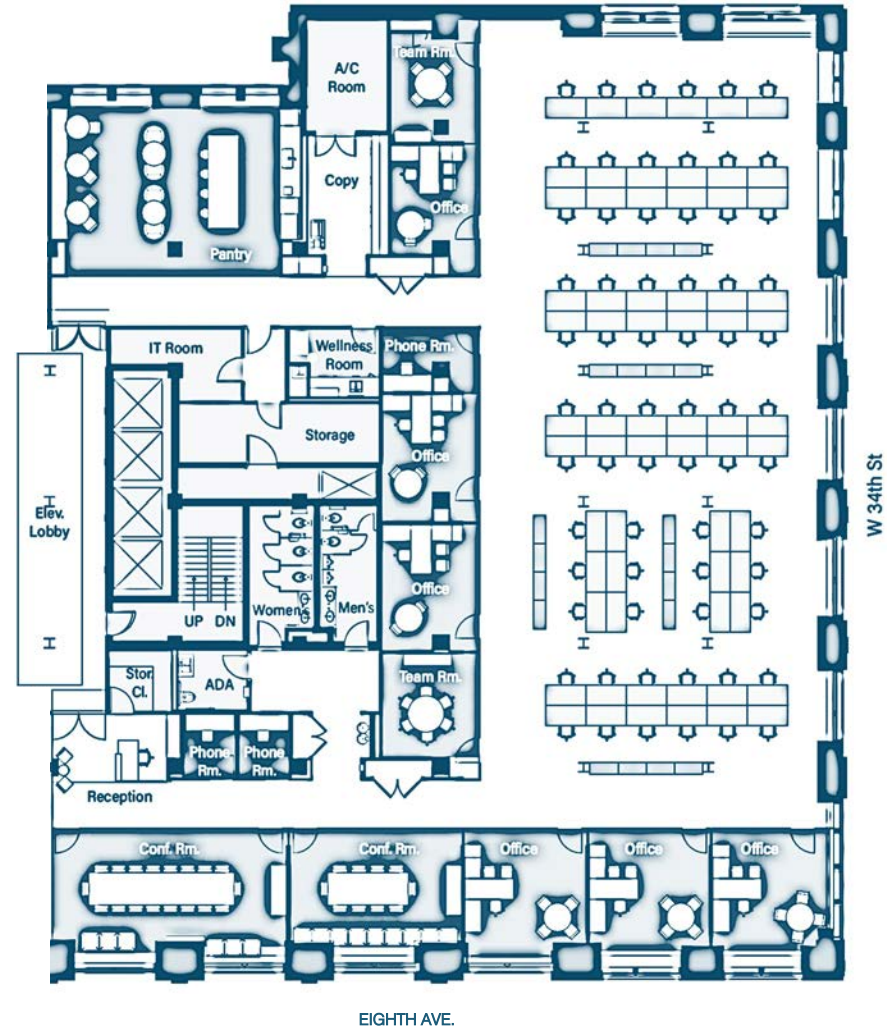 Team Rm.
A/C
Room
Copy
Office
Pantry
IT Room
Wellness
Room
Phone Rm.
Storage
Office
Elev.
Lobby
W 34th St
Office
UP DN
Women's
Men's
Stor.
Cl.
ADA
Team Rm.
Phone
Rm.
Phone
Rm.
Reception
Conf. Rm.
Conf. Rm.
Office
Office
Office
EIGHTH AVE.